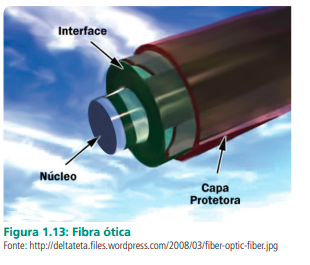 Interface
Núcleo
Capa
Protetora
Figura 1.13: Fibra ótica
Fonte: http://deltateta.files.wordpress.com/2008/03/fiber-optic-fiber.jpg